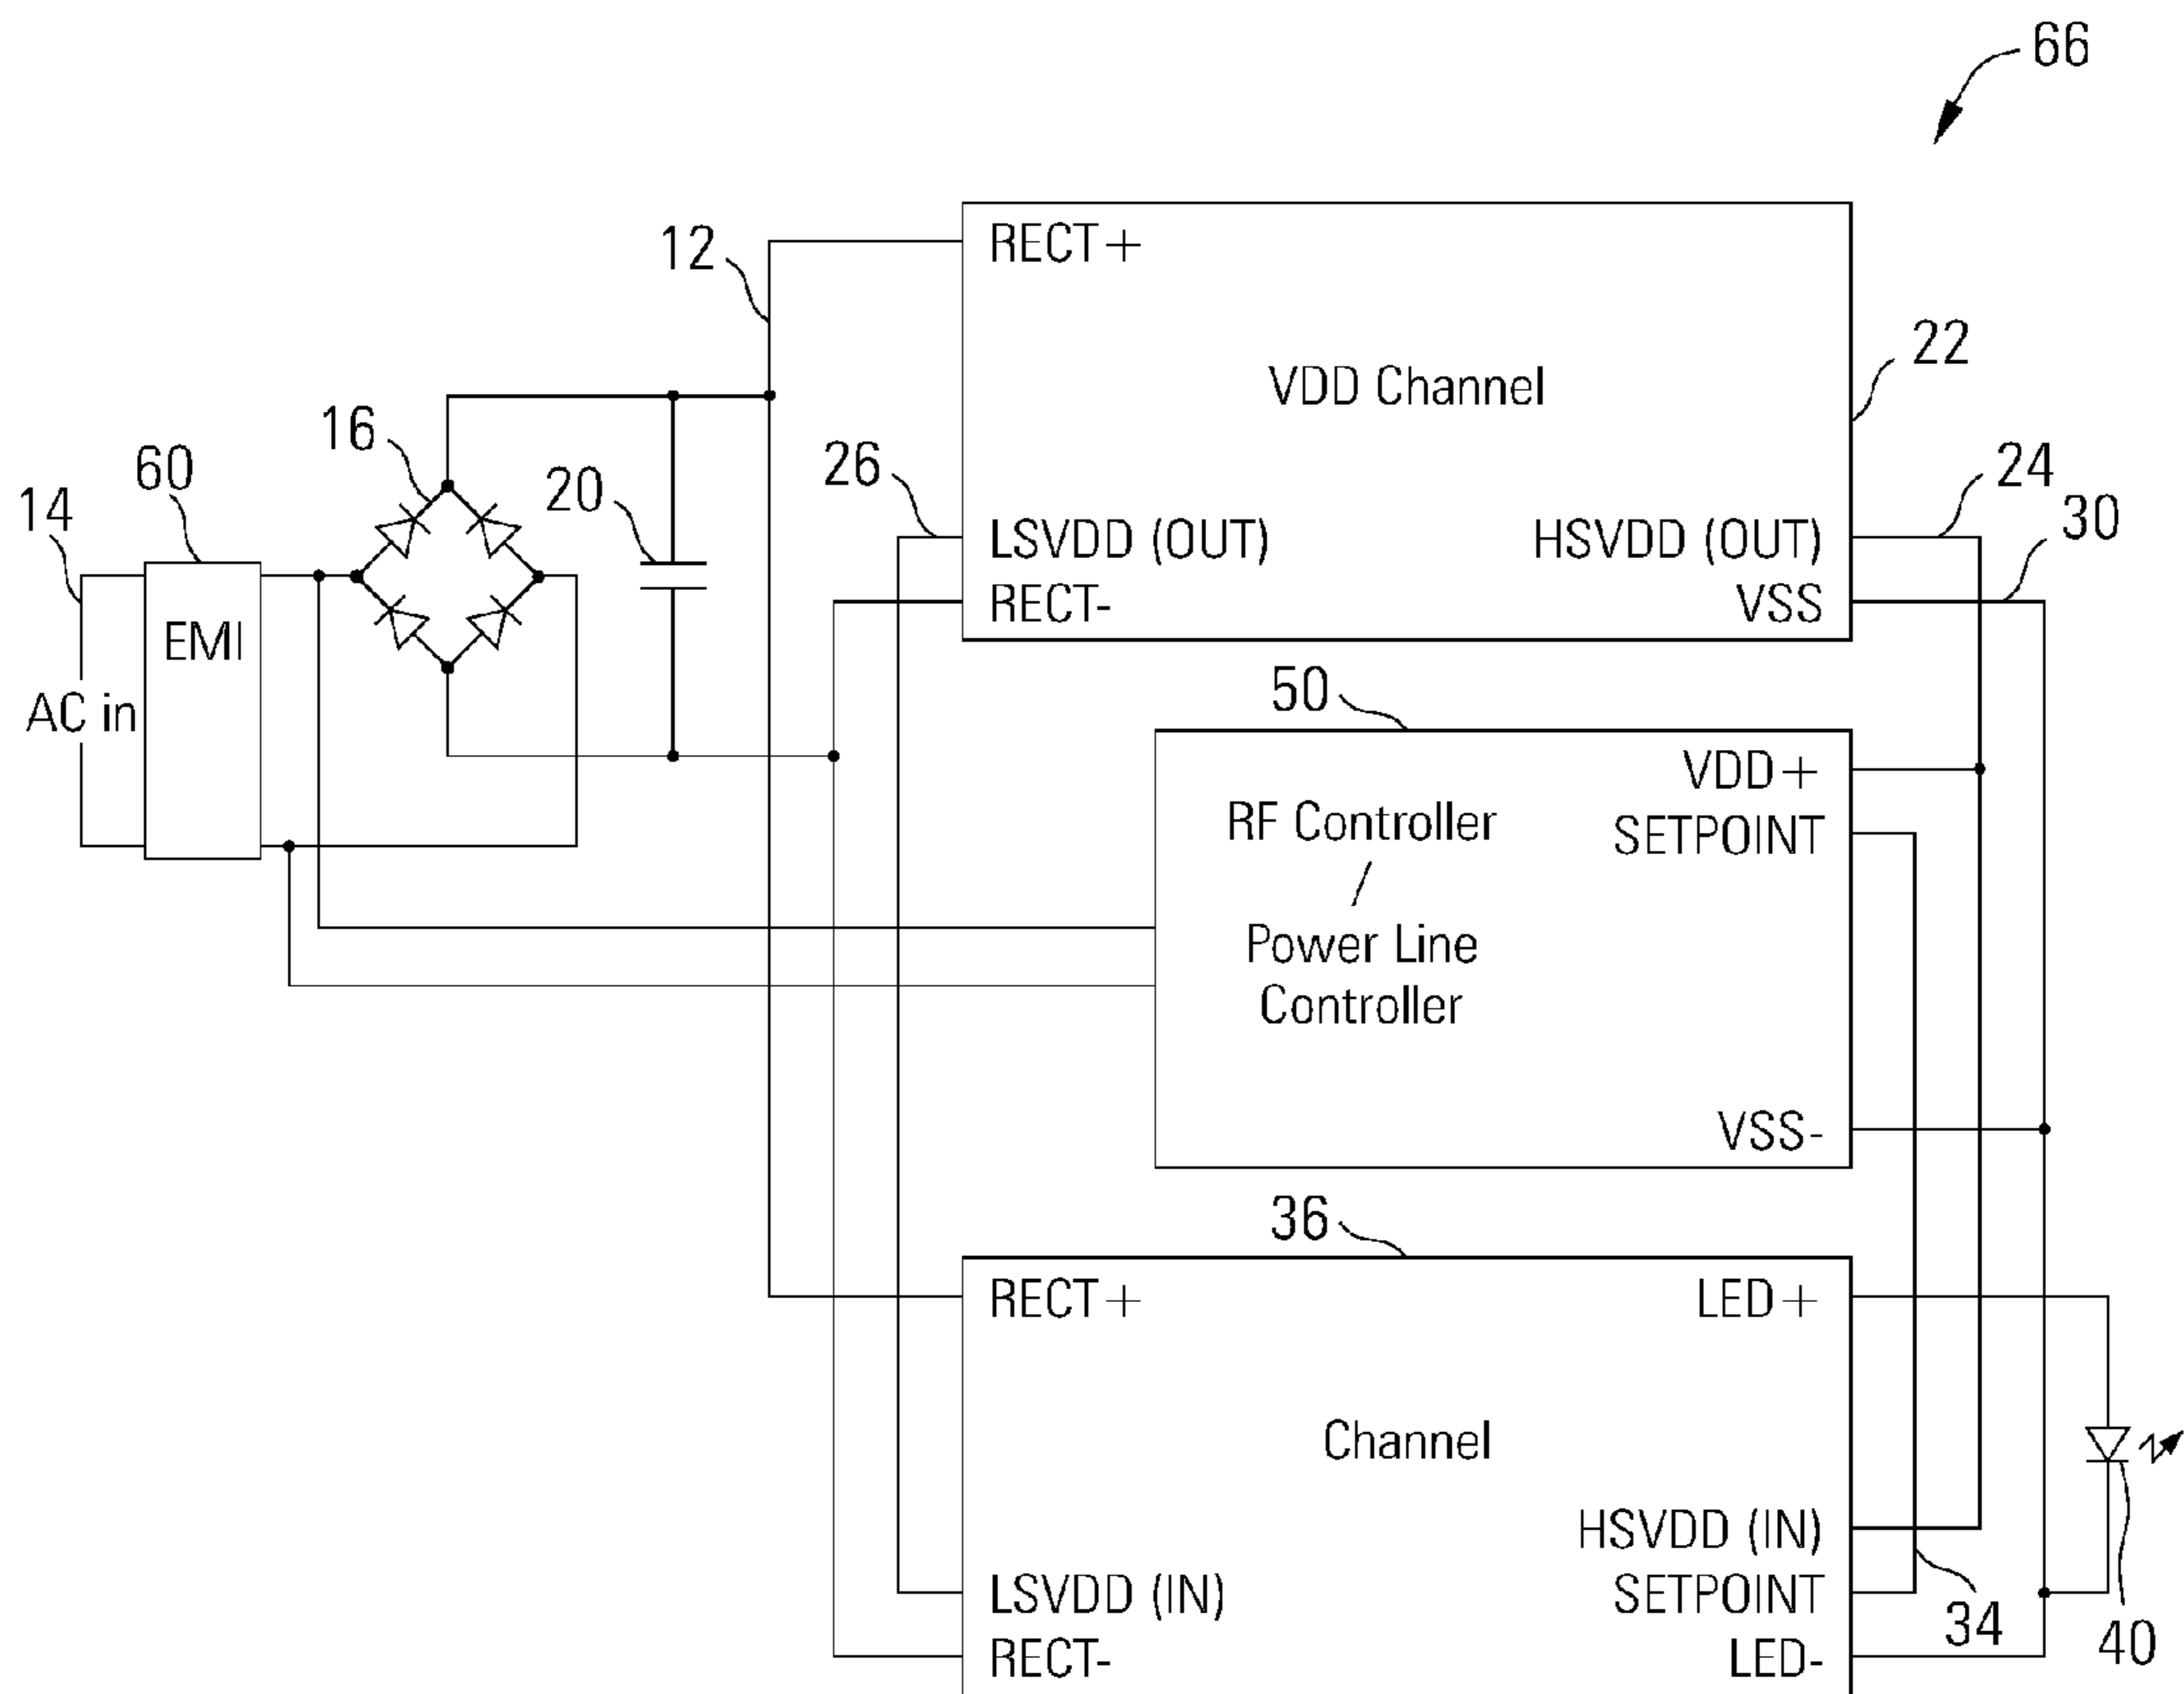 66
12
RECT+
VDD Channel
22
16
60
20
26
24
14
30
LSVDD (OUT)
HSVDD (OUT)
RECT-
VSS
EMI
AC in
50
VDD+
RF Controller
SETPOINT
/
Power Line
Controller
VSS-
36
RECT+
LED+
Channel
HSVDD (IN)
LSVDD (IN)
SETPOINT
34
40
RECT-
LED-